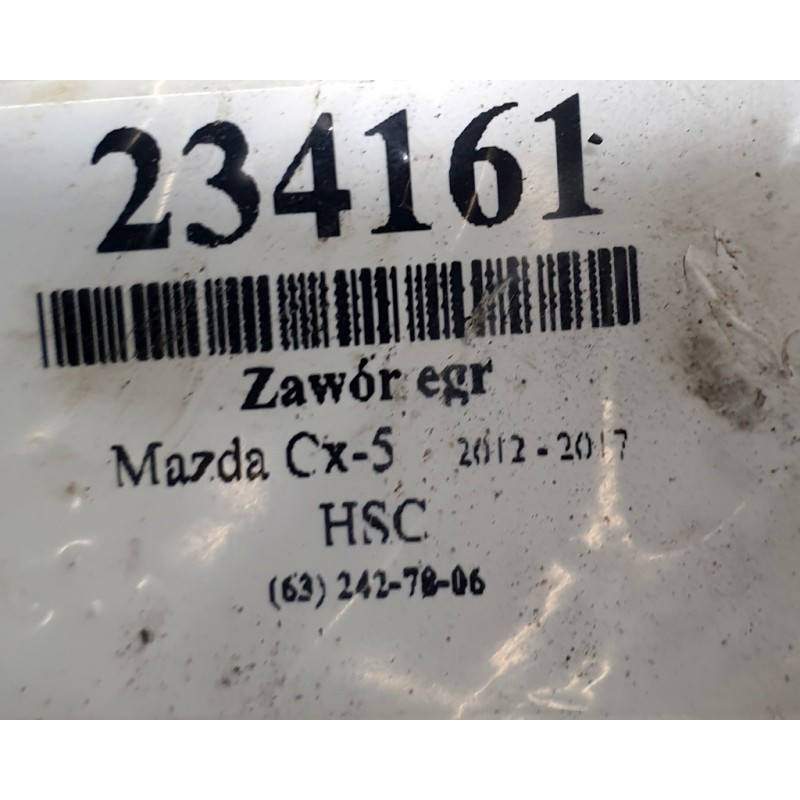 234161
Zawór egr
Mazda Cx-5 2012 - 2017
HSC
(63) 242-78-06